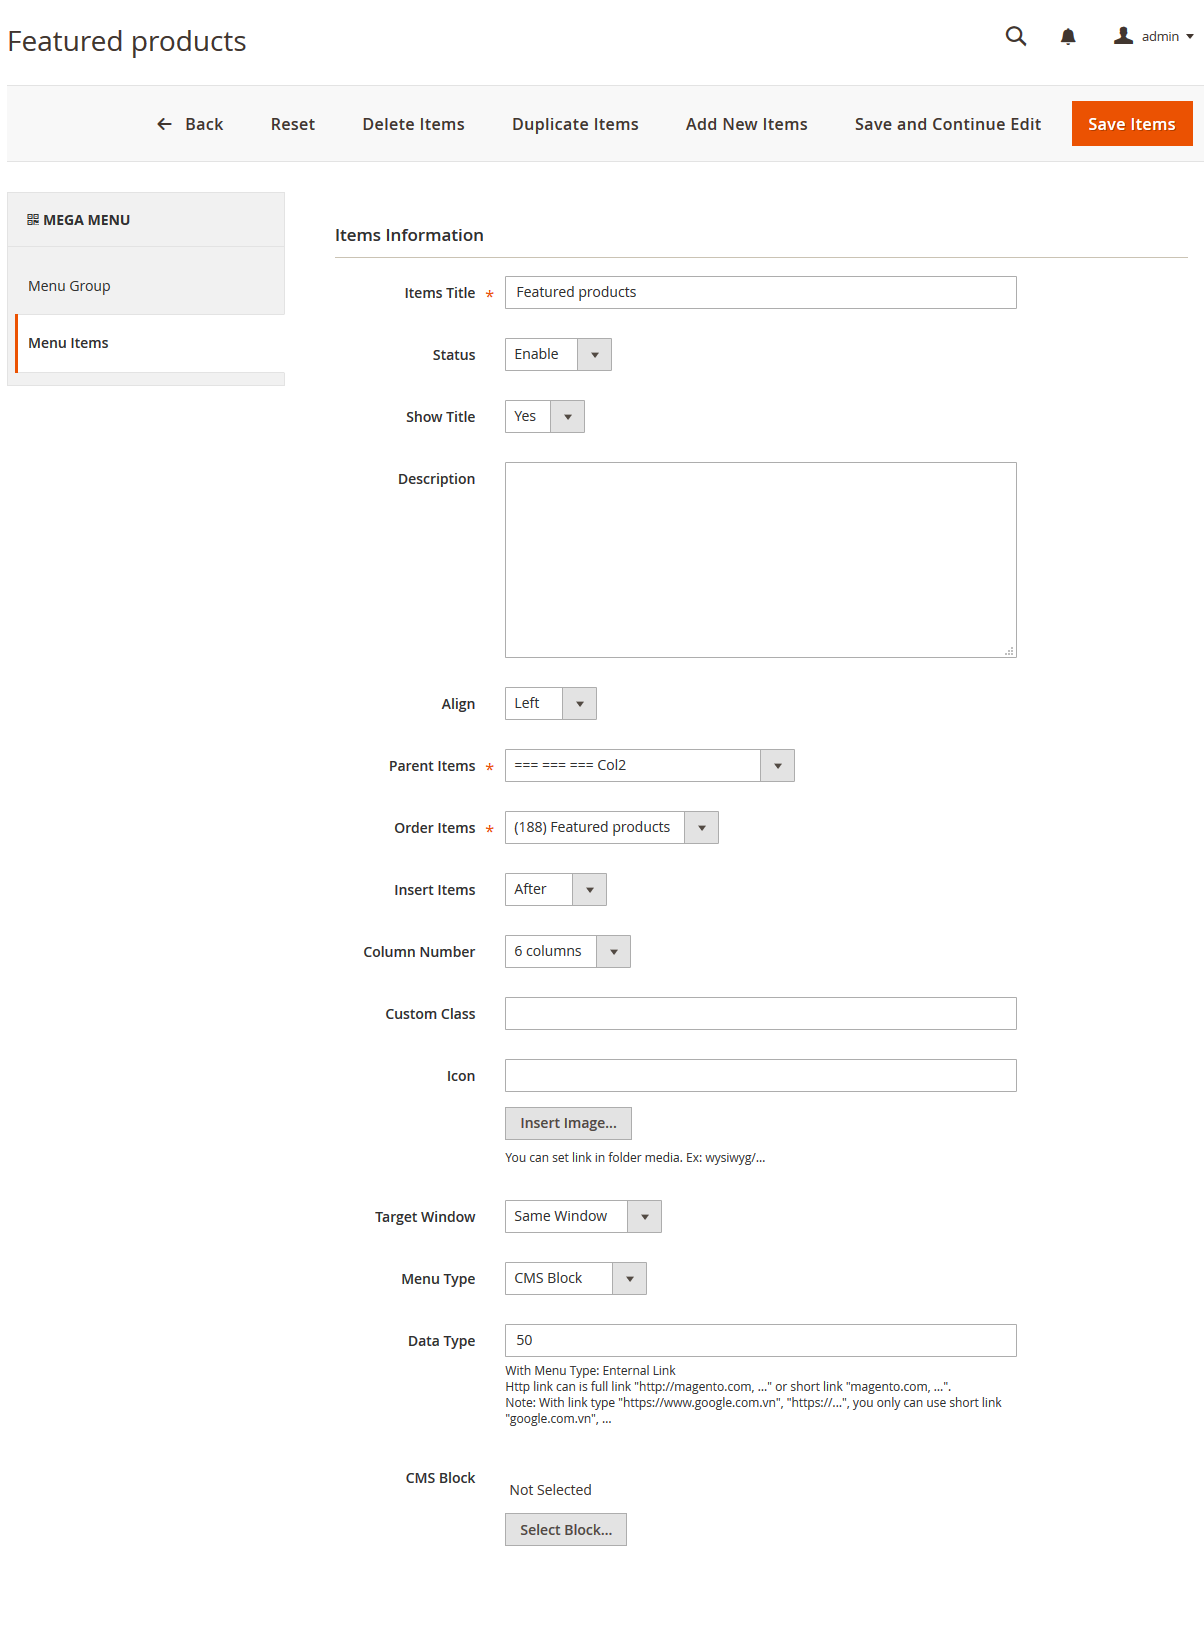 Featured products
admin
Back
Reset
Delete Items
Duplicate Items
Add New Items
Save and Continue Edit
Save Items
MEGA MENU
Menu Group
Menu Items
Items Information
Items Title * Featured products
Status Enable
Show Title Yes
Description
Align Left
Parent Items * === === === Col2
Order Items * (188) Featured products
Insert Items After
Column Number 6 columns
Custom Class
Icon
Insert Image...
You can set link in folder media. Ex: wysiwyg/...
Target Window Same Window
Menu Type CMS Block
Data Type 50
With Menu Type: Enternal Link
Http link can is full link "http://magento.com, ..." or short link "magento.com, ...".
Note: With link type "https://www.google.com.vn", "https://...", you only can use short link
"google.com.vn", ...
CMS Block
Not Selected
Select Block...